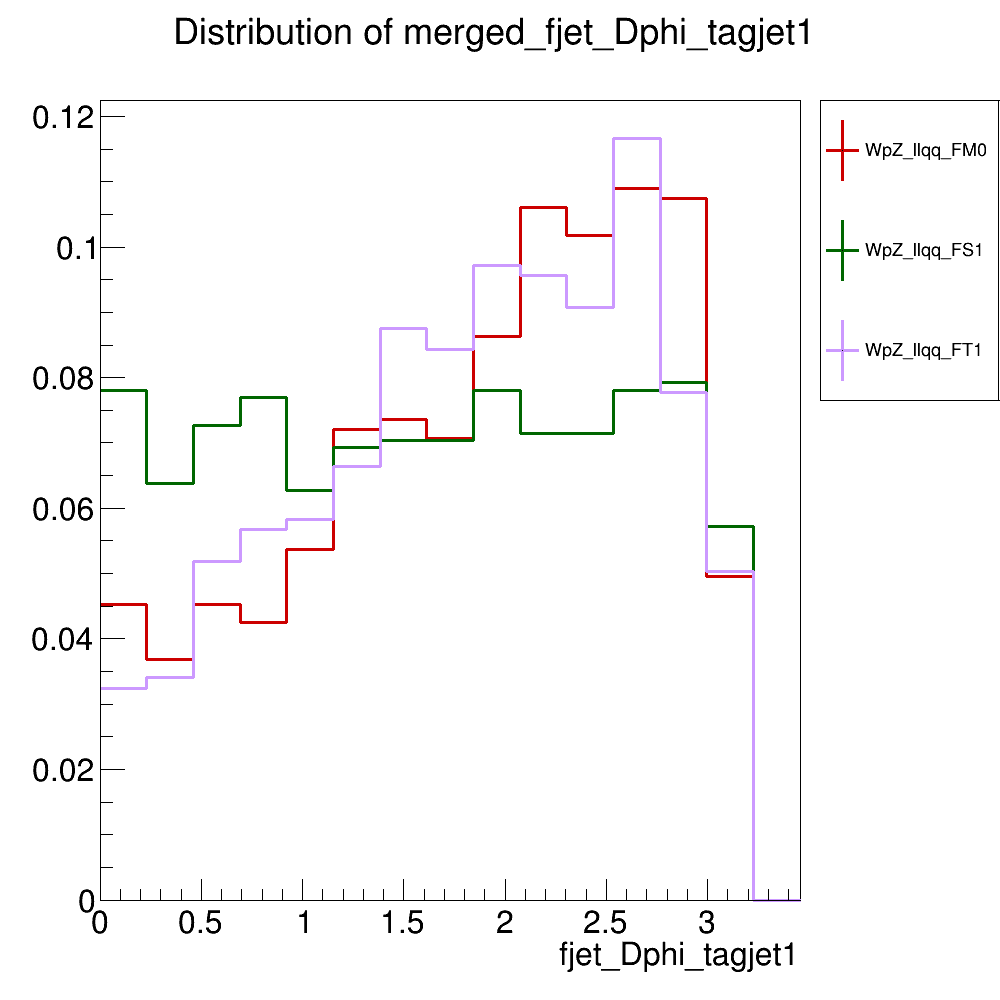 Distribution of merged_fjet_Dphi_tagjet1
0.12
0.1
0.08
0.06
0.04
0.02
0
0 0.5 1 1.5 2 2.5 3
fjet_Dphi_tagjet1
WpZ_llqq_FM0
WpZ_llqq_FS1
WpZ_llqq_FT1